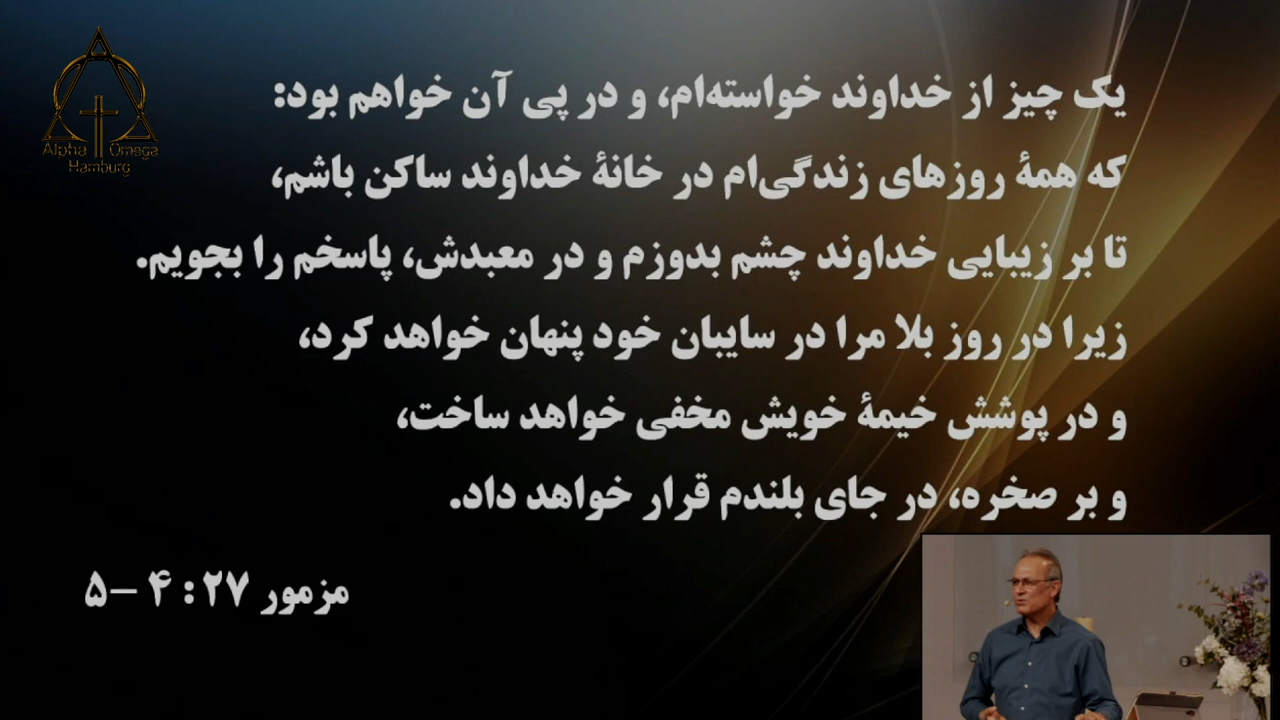 Alpha Omega
Hamburg
یک چیز از خداوند خواسته‌ام، و در پی آن خواهم بود:
که همهٔ روزهای زندگی‌ام در خانهٔ خداوند ساکن باشم،
تا بر زیبایی خداوند چشم بدوزم و در معبدش، پاسخم را بجویم.
زیرا در روز بلا مرا در سایبان خود پنهان خواهد کرد،
و در پوشش خیمهٔ خویش مخفی خواهد ساخت،
و بر صخره، در جای بلندم قرار خواهد داد.
مزمور ۲۷: ۴ –۵